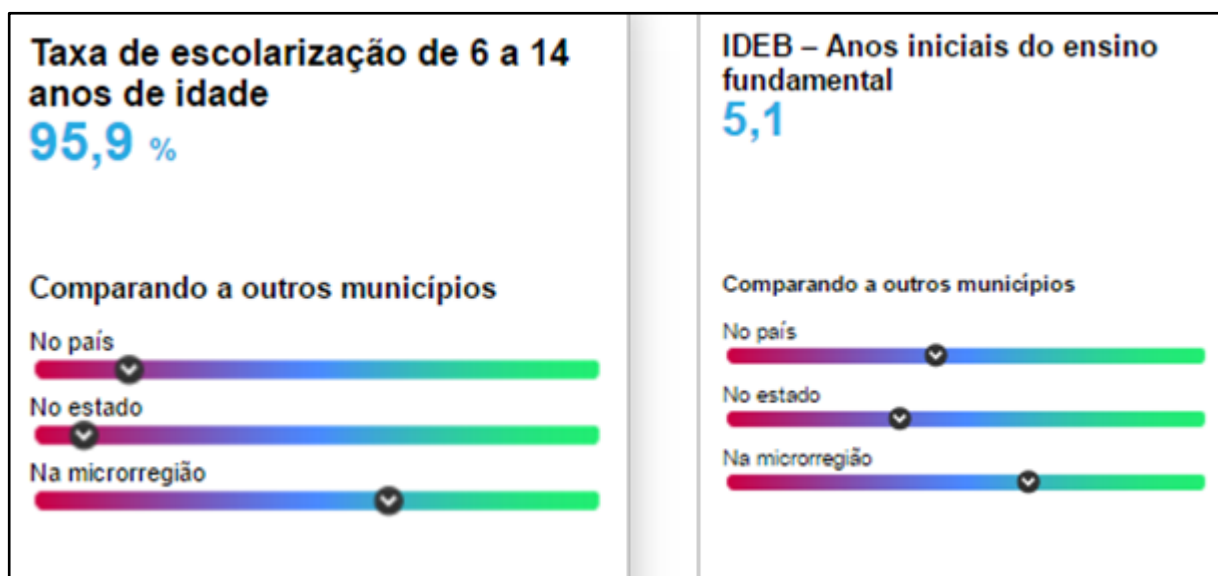 Taxa de escolarização de 6 a 14
anos de idade
95,9 %
Comparando a outros municípios
No país
No estado
Na microrregião
IDEB – Anos iniciais do ensino
fundamental
5,1
Comparando a outros municípios
No país
No estado
Na microrregião